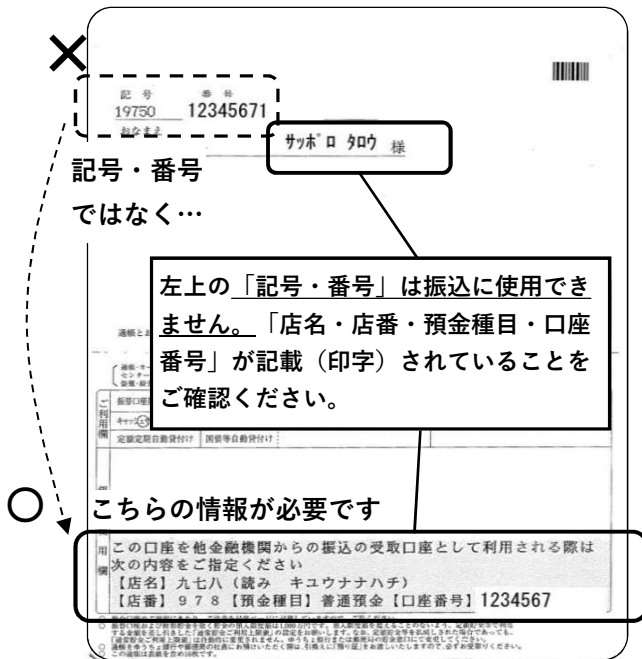 ×
記号 番号
19750 12345671
おなまえ
サッポロ タロウ 様
記号・番号
ではなく…
左上の「記号・番号」は振込に使用でき
ません。「店名・店番・預金種目・口座
番号」が記載（印字）されていることを
ご確認ください。
通帳とお
ご利用欄
定額定期自動貸付け 国債等自動貸付け
○ こちらの情報が必要です
この口座を他金融機関からの振込の受取口座として利用される際は
次の内容をご指定ください
【店名】九七八（読み キユウナナハチ）
【店番】９７８【預金種目】普通預金【口座番号】1234567